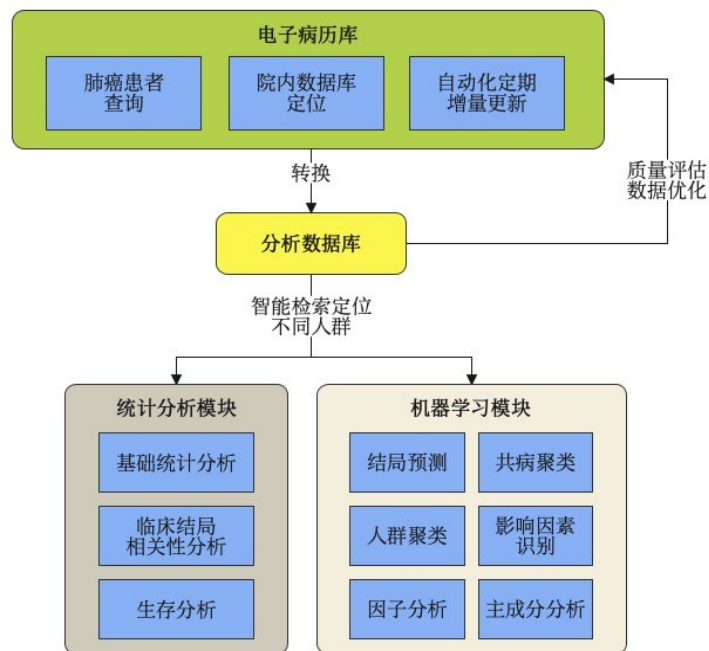 电子病历库
肺癌患者
查询
院内数据库
定位
自动化定期
增量更新
转换
质量评估
数据优化
分析数据库
智能检索定位
不同人群
统计分析模块
基础统计分析
临床结局
相关性分析
生存分析
机器学习模块
结局预测
共病聚类
人群聚类
影响因素
识别
因子分析
主成分分析